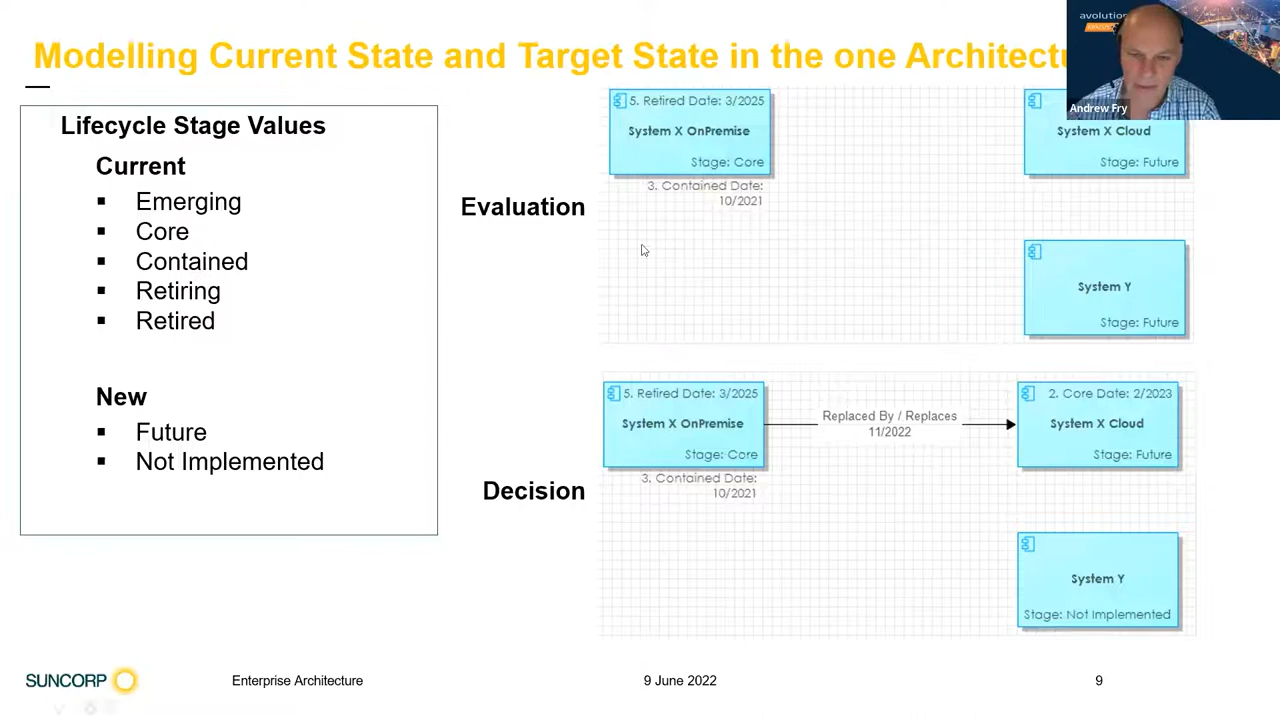 Modelling Current State and Target State in the one Architectu
avolution
Andrew Fry
Lifecycle Stage Values
Current
▪ Emerging
▪ Core
▪ Contained
▪ Retiring
▪ Retired
New
▪ Future
▪ Not Implemented
Evaluation
5. Retired Date: 3/2025
System X OnPremise
Stage: Core
3. Contained Date:
10/2021
System X Cloud
Stage: Future
System Y
Stage: Future
Decision
5. Retired Date: 3/2025
System X OnPremise
Stage: Core
3. Contained Date:
10/2021
Replaced By / Replaces
11/2022
2. Core Date: 2/2023
System X Cloud
Stage: Future
System Y
Stage: Not Implemented
SUNCORP
Enterprise Architecture
9 June 2022
9